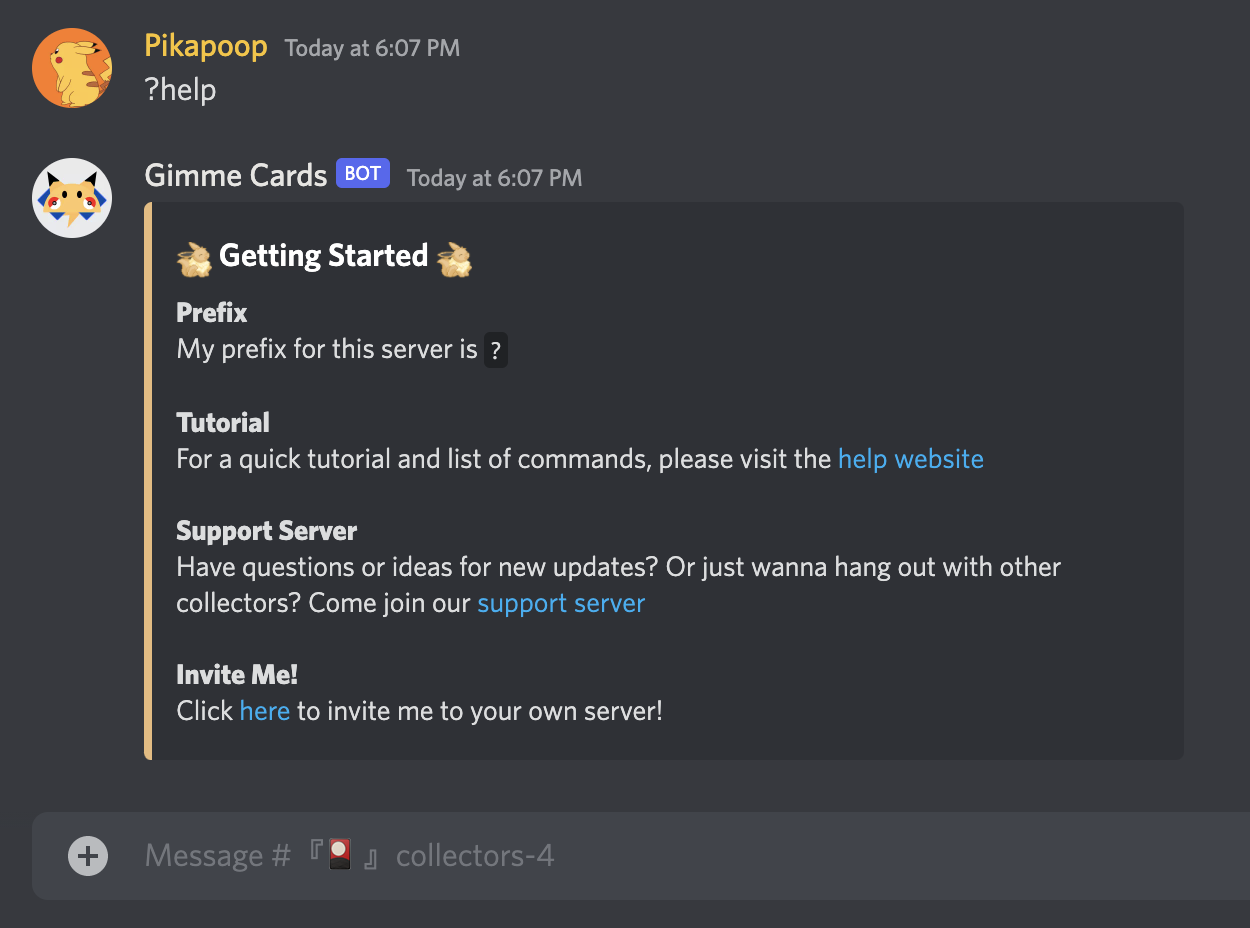 Pikapoop Today at 6:07 PM
?help
Gimme Cards BOT Today at 6:07 PM
Getting Started
Prefix
My prefix for this server is ?
Tutorial
For a quick tutorial and list of commands, please visit the help website
Support Server
Have questions or ideas for new updates? Or just wanna hang out with other
collectors? Come join our support server
Invite Me!
Click here to invite me to your own server!
Message # 『🎴』 collectors-4